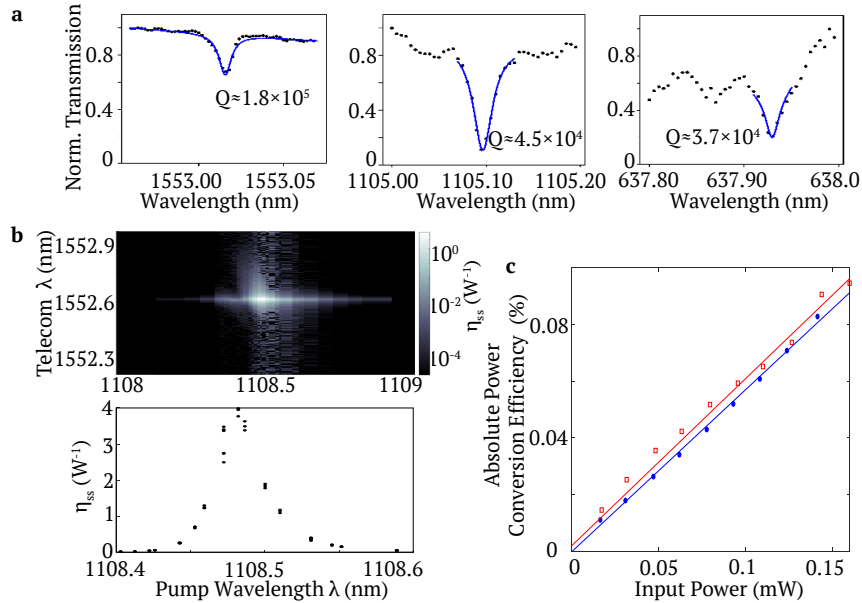 a
Norm. Transmission
0.8
0.4
0
Q≈1.8×10⁵
1553.00 1553.05
Wavelength (nm)
0.8
0.4
0
Q≈4.5×10⁴
1105.00 1105.10 1105.20
Wavelength (nm)
0.8
0.4
0
Q≈3.7×10⁴
637.80 637.90 638.0
Wavelength (nm)
b
Telecom λ (nm)
1552.9
1552.6
1552.3
1108 1108.5 1109
10⁰
10⁻²
10⁻⁴
η_ss (W⁻¹)
η_ss (W⁻¹)
4
3
2
1
0
1108.4 1108.5 1108.6
Pump Wavelength λ (nm)
c
Absolute Power
Conversion Efficiency (%)
0.08
0.04
0
0 0.05 0.1 0.15
Input Power (mW)